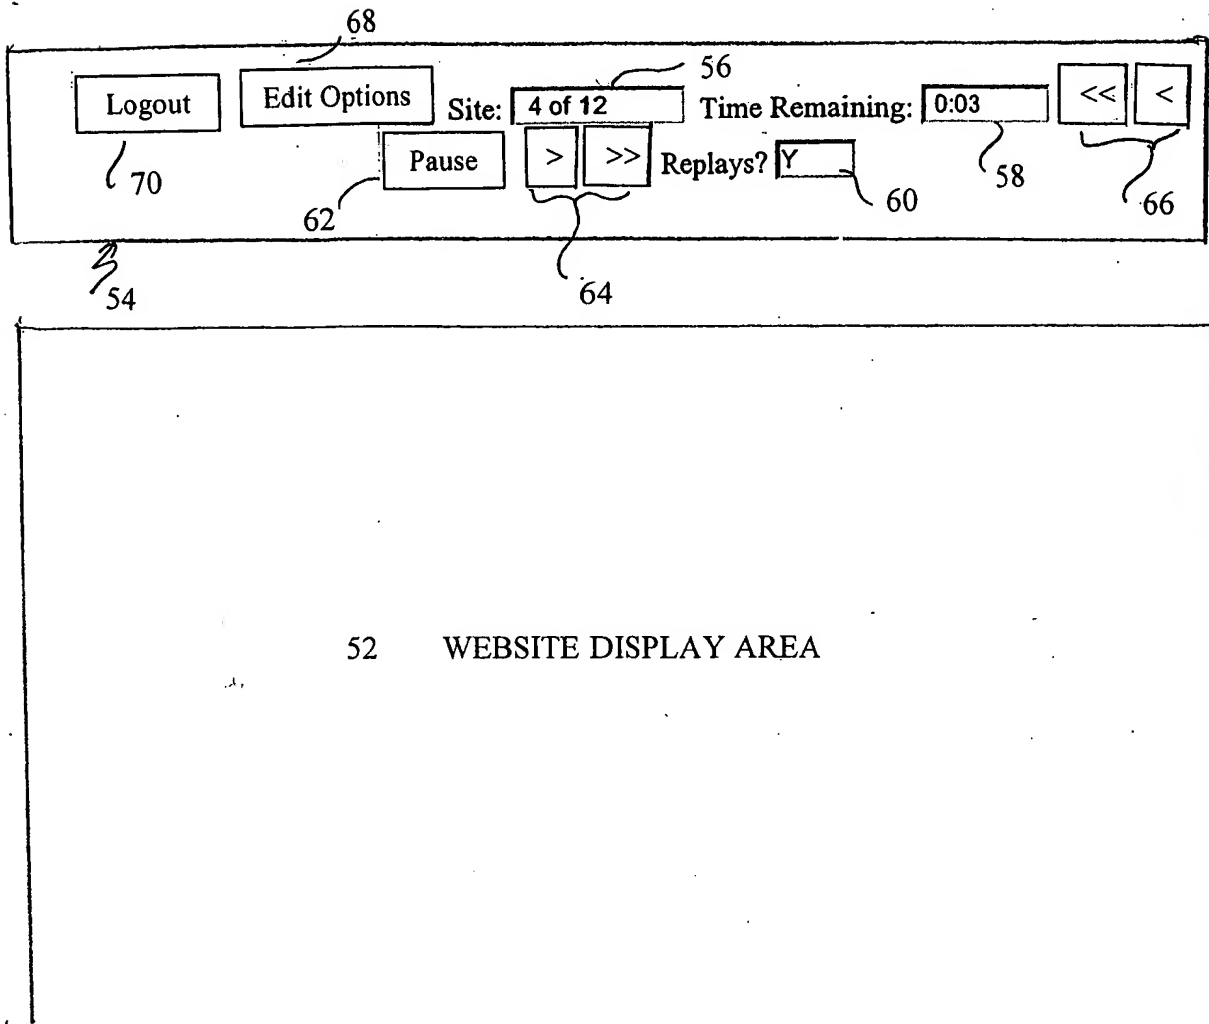 68
Logout Edit Options Site: 4 of 12 56 Time Remaining: 0:03 << <
70 62 Pause > >> Replays? Y 60 58 66
54 64
52 WEBSITE DISPLAY AREA